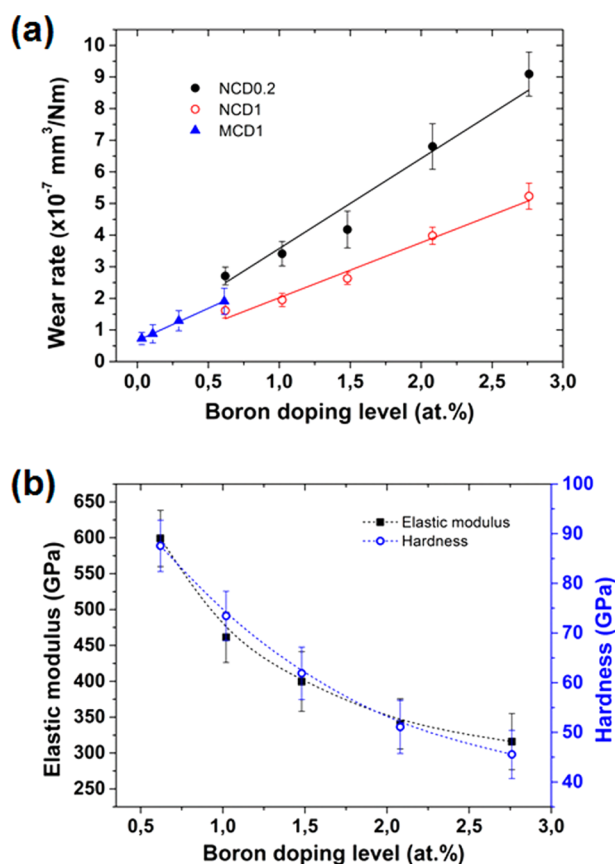 (a)
10
9
8
7
6
5
4
3
2
1
0
Wear rate (x10⁻⁷ mm³/Nm)
NCD0.2
NCD1
MCD1
0,0 0,5 1,0 1,5 2,0 2,5 3,0
Boron doping level (at.%)
(b)
650
600
550
500
450
400
350
300
250
Elastic modulus (GPa)
Elastic modulus
Hardness
100
90
80
70
60
50
40
Hardness (GPa)
0,5 1,0 1,5 2,0 2,5 3,0
Boron doping level (at.%)